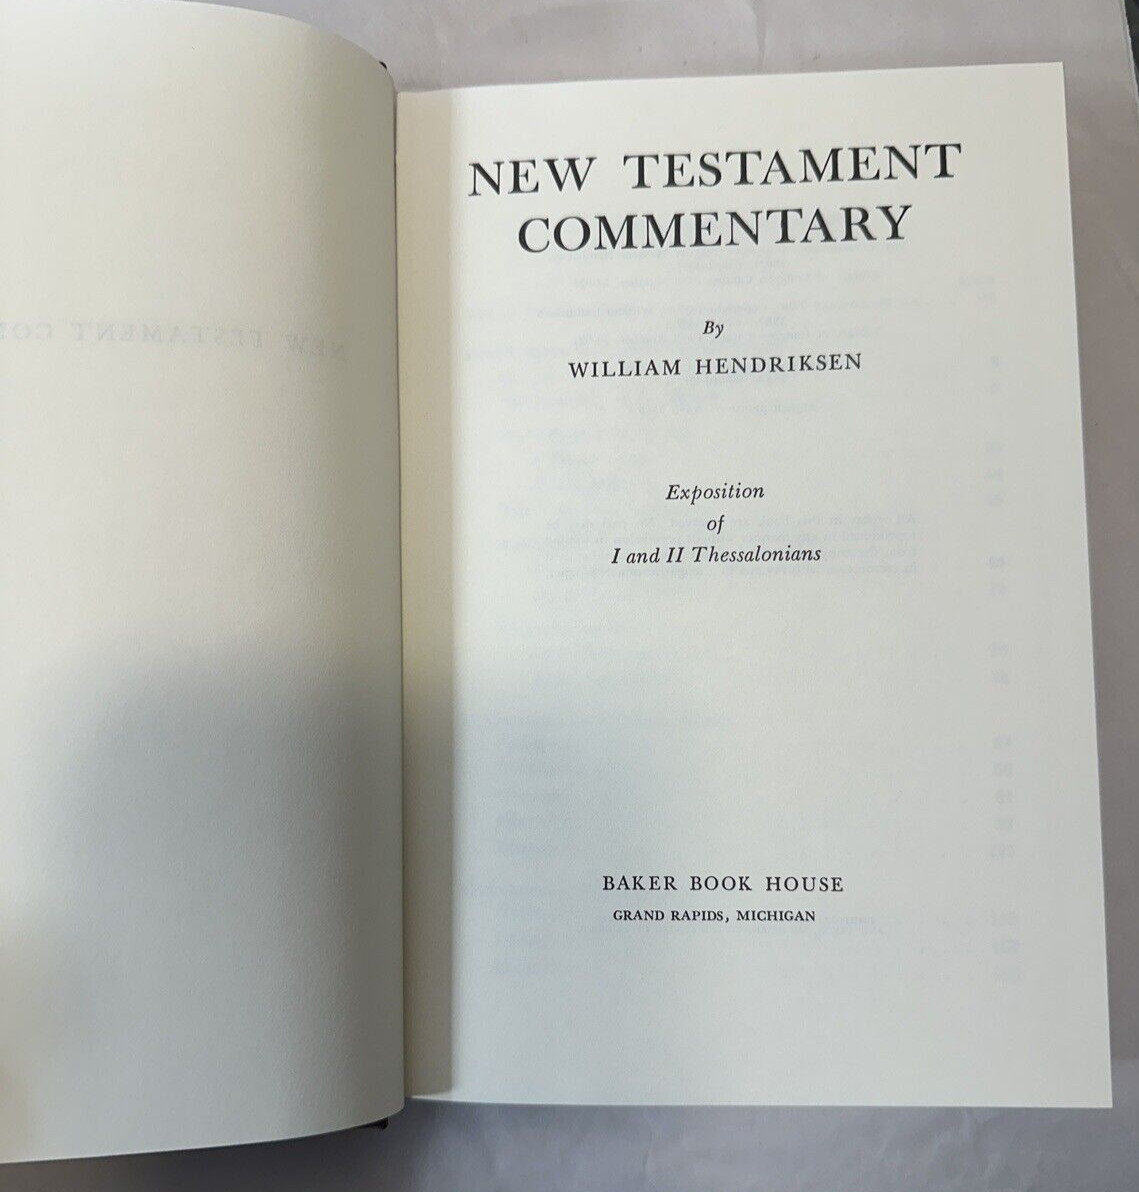 NEW TESTAMENT
COMMENTARY
By
WILLIAM HENDRIKSEN
Exposition
of
I and II Thessalonians
BAKER BOOK HOUSE
GRAND RAPIDS, MICHIGAN